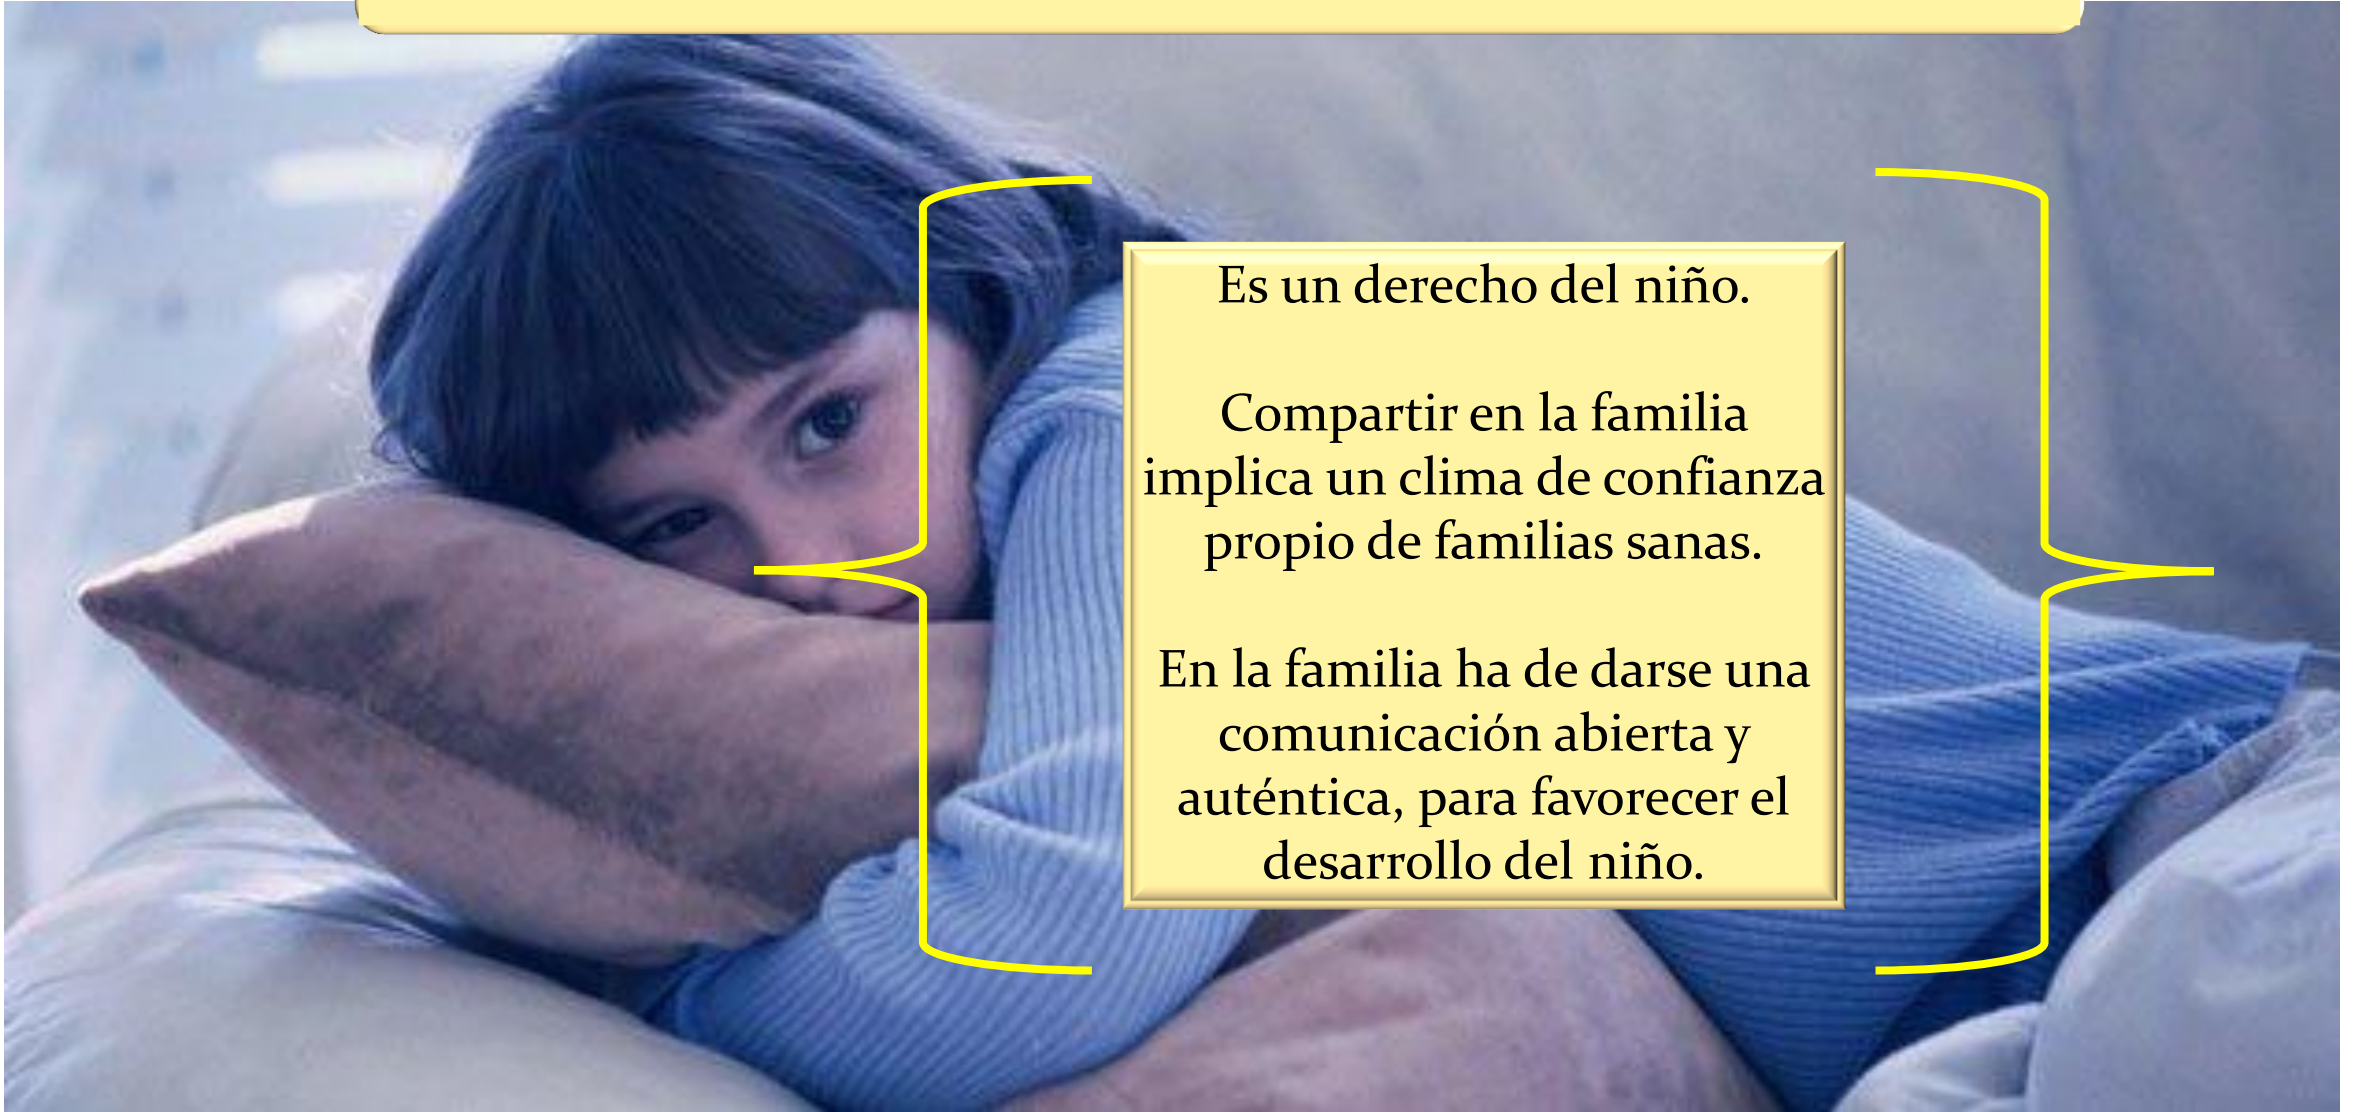 Es un derecho del niño.
Compartir en la familia
implica un clima de confianza
propio de familias sanas.
En la familia ha de darse una
comunicación abierta y
auténtica, para favorecer el
desarrollo del niño.